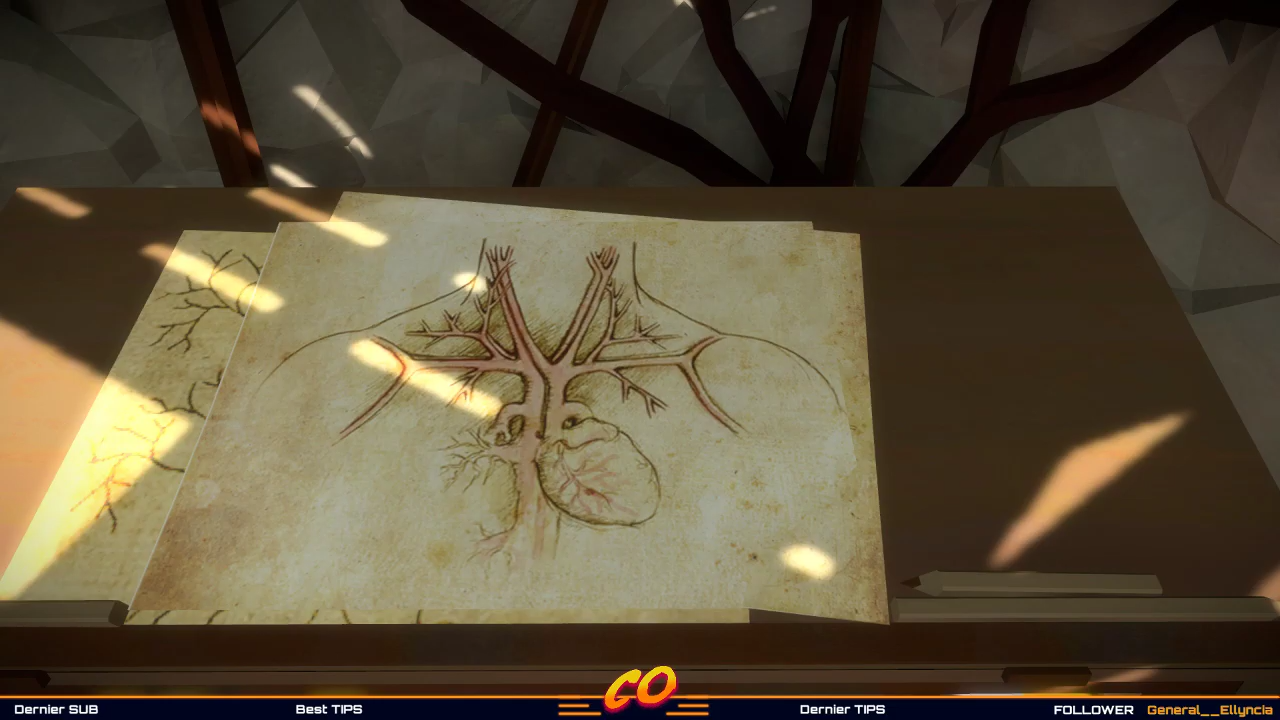 CO
Dernier SUB
Best TIPS
Dernier TIPS
FOLLOWER General__Ellyncia